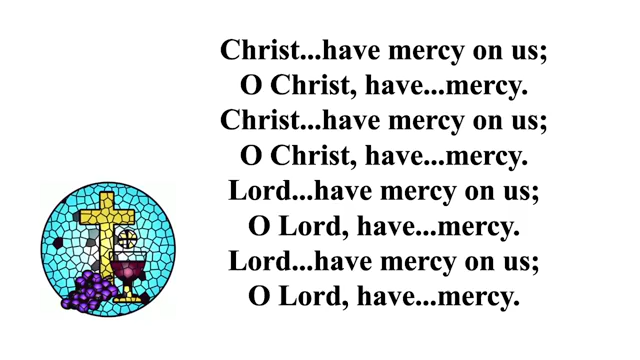 Christ...have mercy on us;
O Christ, have...mercy.
Christ...have mercy on us;
O Christ, have...mercy.
Lord...have mercy on us;
O Lord, have...mercy.
Lord...have mercy on us;
O Lord, have...mercy.